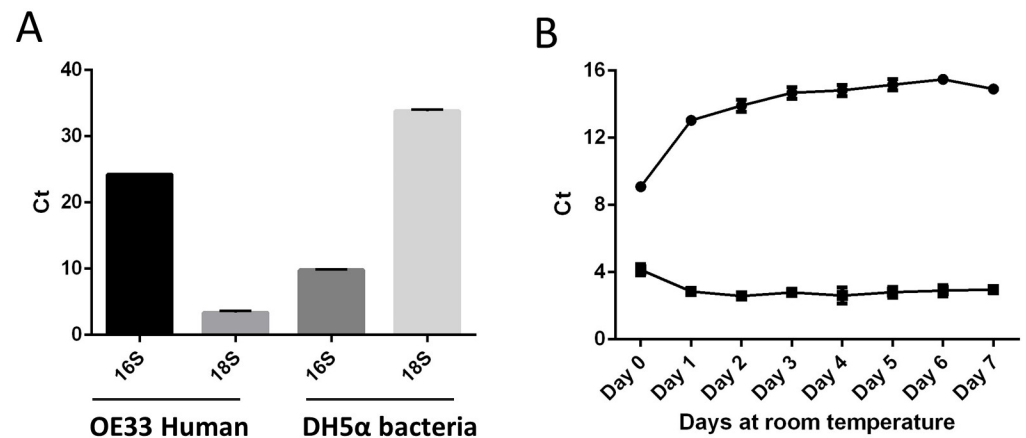 A
Ct
40
30
20
10
0
16S
18S
16S
18S
OE33 Human
DH5α bacteria
B
Ct
16
12
8
4
0
Day 0
Day 1
Day 2
Day 3
Day 4
Day 5
Day 6
Day 7
Days at room temperature